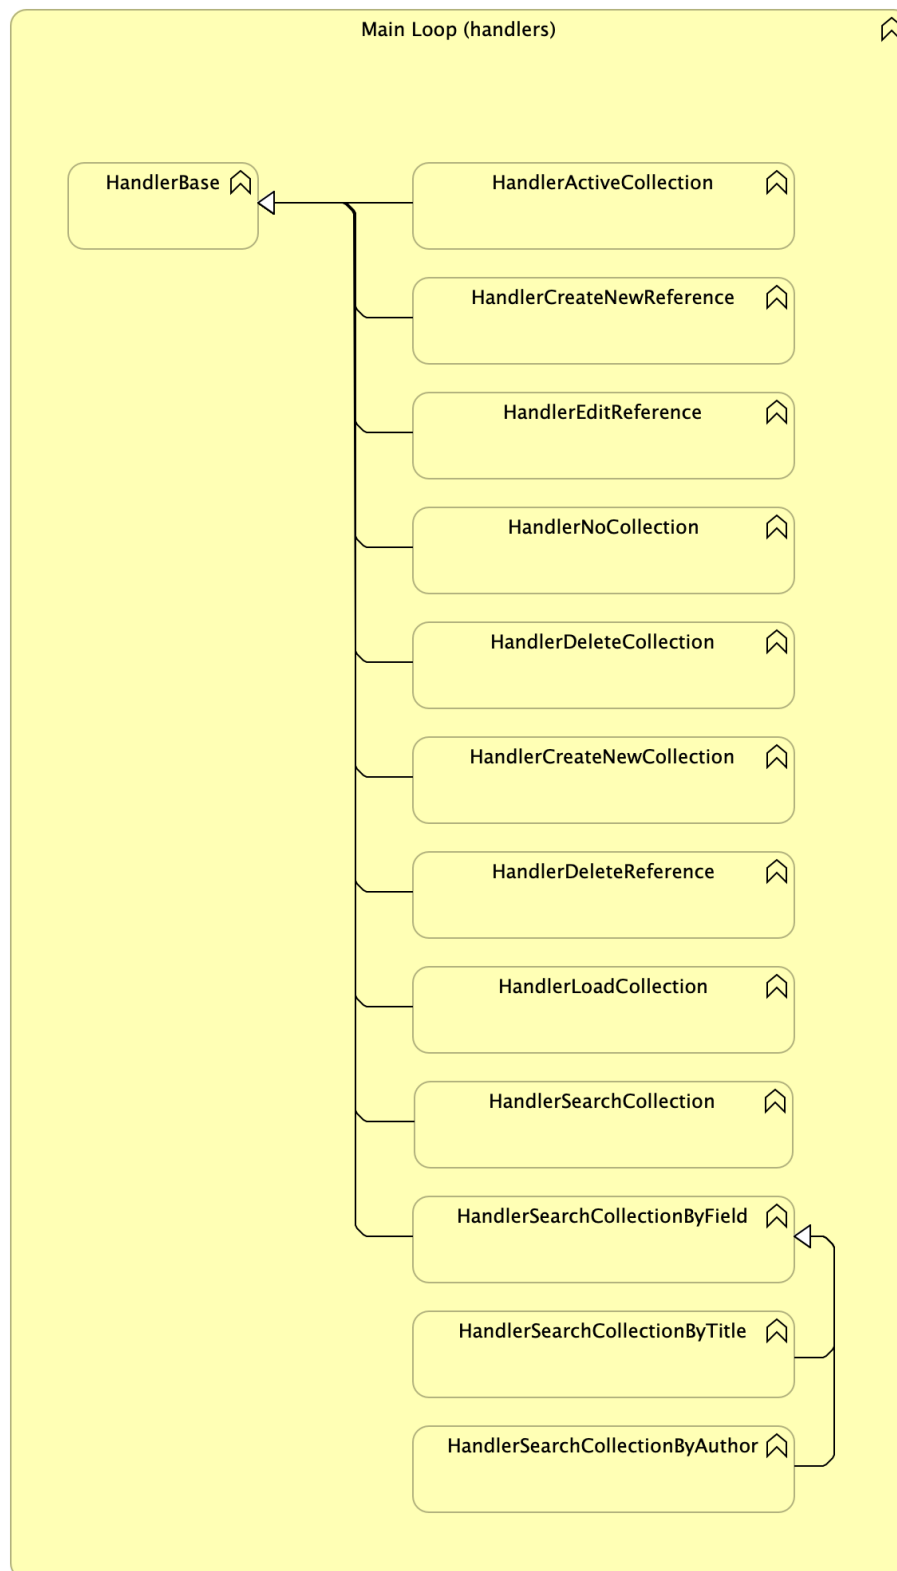 Main Loop (handlers)
HandlerBase
HandlerActiveCollection
HandlerCreateNewReference
HandlerEditReference
HandlerNoCollection
HandlerDeleteCollection
HandlerCreateNewCollection
HandlerDeleteReference
HandlerLoadCollection
HandlerSearchCollection
HandlerSearchCollectionByField
HandlerSearchCollectionByTitle
HandlerSearchCollectionByAuthor